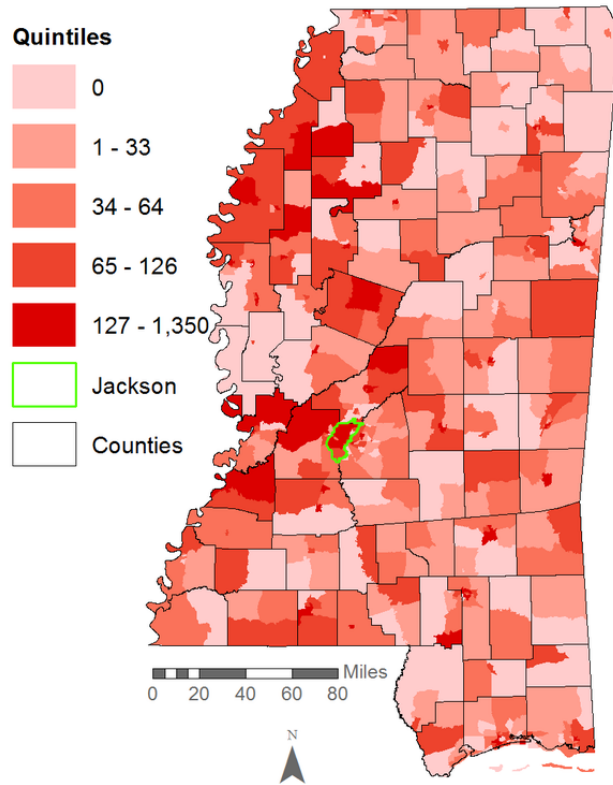 Quintiles
0
1 - 33
34 - 64
65 - 126
127 - 1,350
Jackson
Counties
Miles
0 20 40 60 80
N